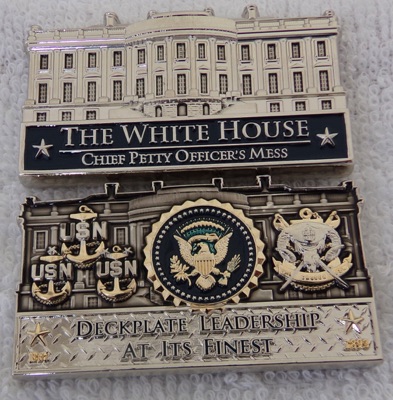 THE WHITE HOUSE
CHIEF PETTY OFFICER'S MESS
USN
USN USN
DECKPLATE LEADERSHIP
AT ITS FINEST